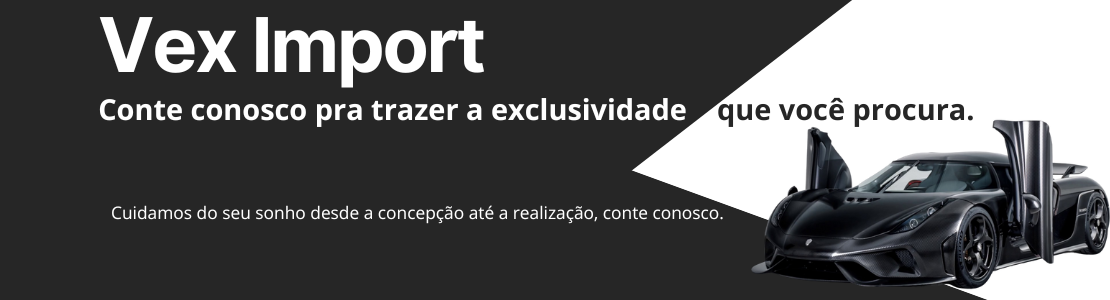 Vex Import
Conte conosco pra trazer a exclusividade que você procura.
Cuidamos do seu sonho desde a concepção até a realização, conte conosco.